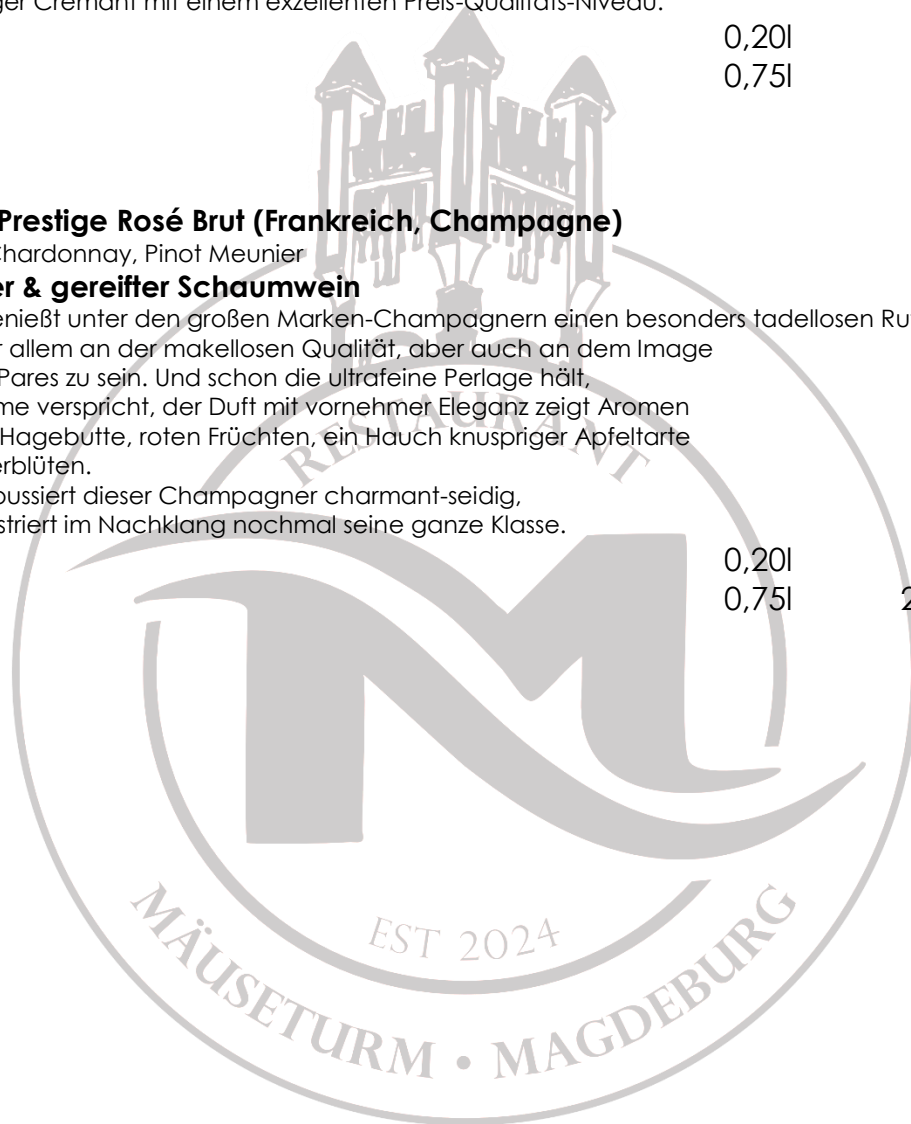 ger Crémant mit einem exzellenten Preis-Qualitäts-Niveau.
0,20l
0,75l
Prestige Rosé Brut (Frankreich, Champagne)
Chardonnay, Pinot Meunier
er & gereifter Schaumwein
enießt unter den großen Marken-Champagnern einen besonders tadellosen Ru
r allem an der makellosen Qualität, aber auch an dem Image
Pares zu sein. Und schon die ultrafeine Perlage hält,
me verspricht, der Duft mit vornehmer Eleganz zeigt Aromen
Hagebutte, roten Früchten, ein Hauch knuspriger Apfeltarte
erblüten.
oussiert dieser Champagner charmant-seidig,
striert im Nachklang nochmal seine ganze Klasse.
0,20l
0,75l 2
RESTAURANT
EST 2024
MÄUSETURM • MAGDEBURG